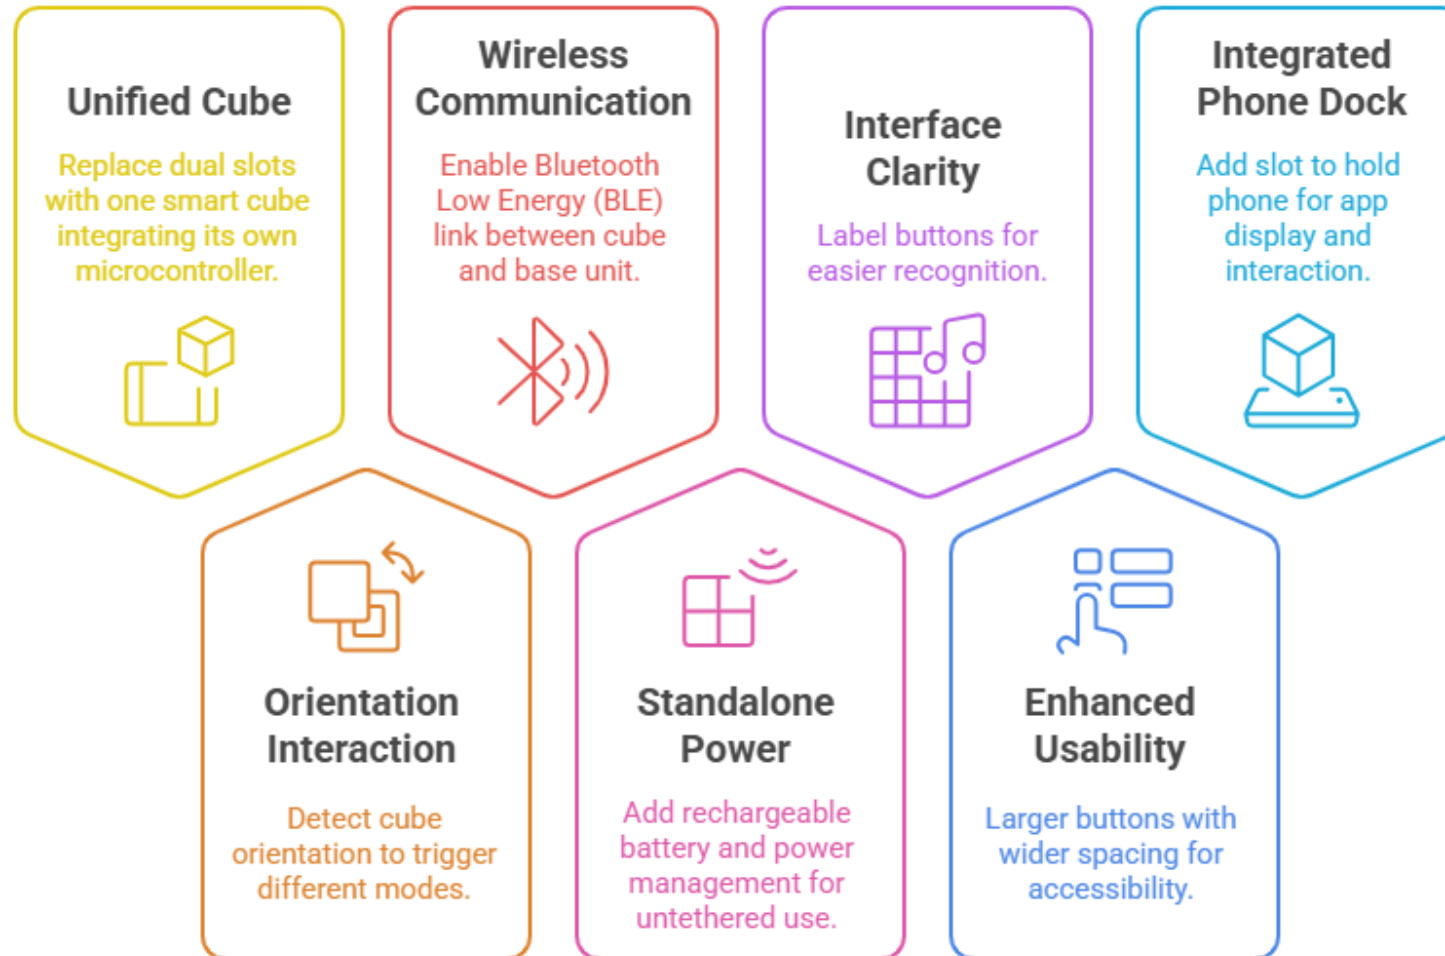 Unified Cube
Replace dual slots
with one smart cube
integrating its own
microcontroller.
Wireless
Communication
Enable Bluetooth
Low Energy (BLE)
link between cube
and base unit.
Interface
Clarity
Label buttons for
easier recognition.
Integrated
Phone Dock
Add slot to hold
phone for app
display and
interaction.
Orientation
Interaction
Detect cube
orientation to trigger
different modes.
Standalone
Power
Add rechargeable
battery and power
management for
untethered use.
Enhanced
Usability
Larger buttons with
wider spacing for
accessibility.